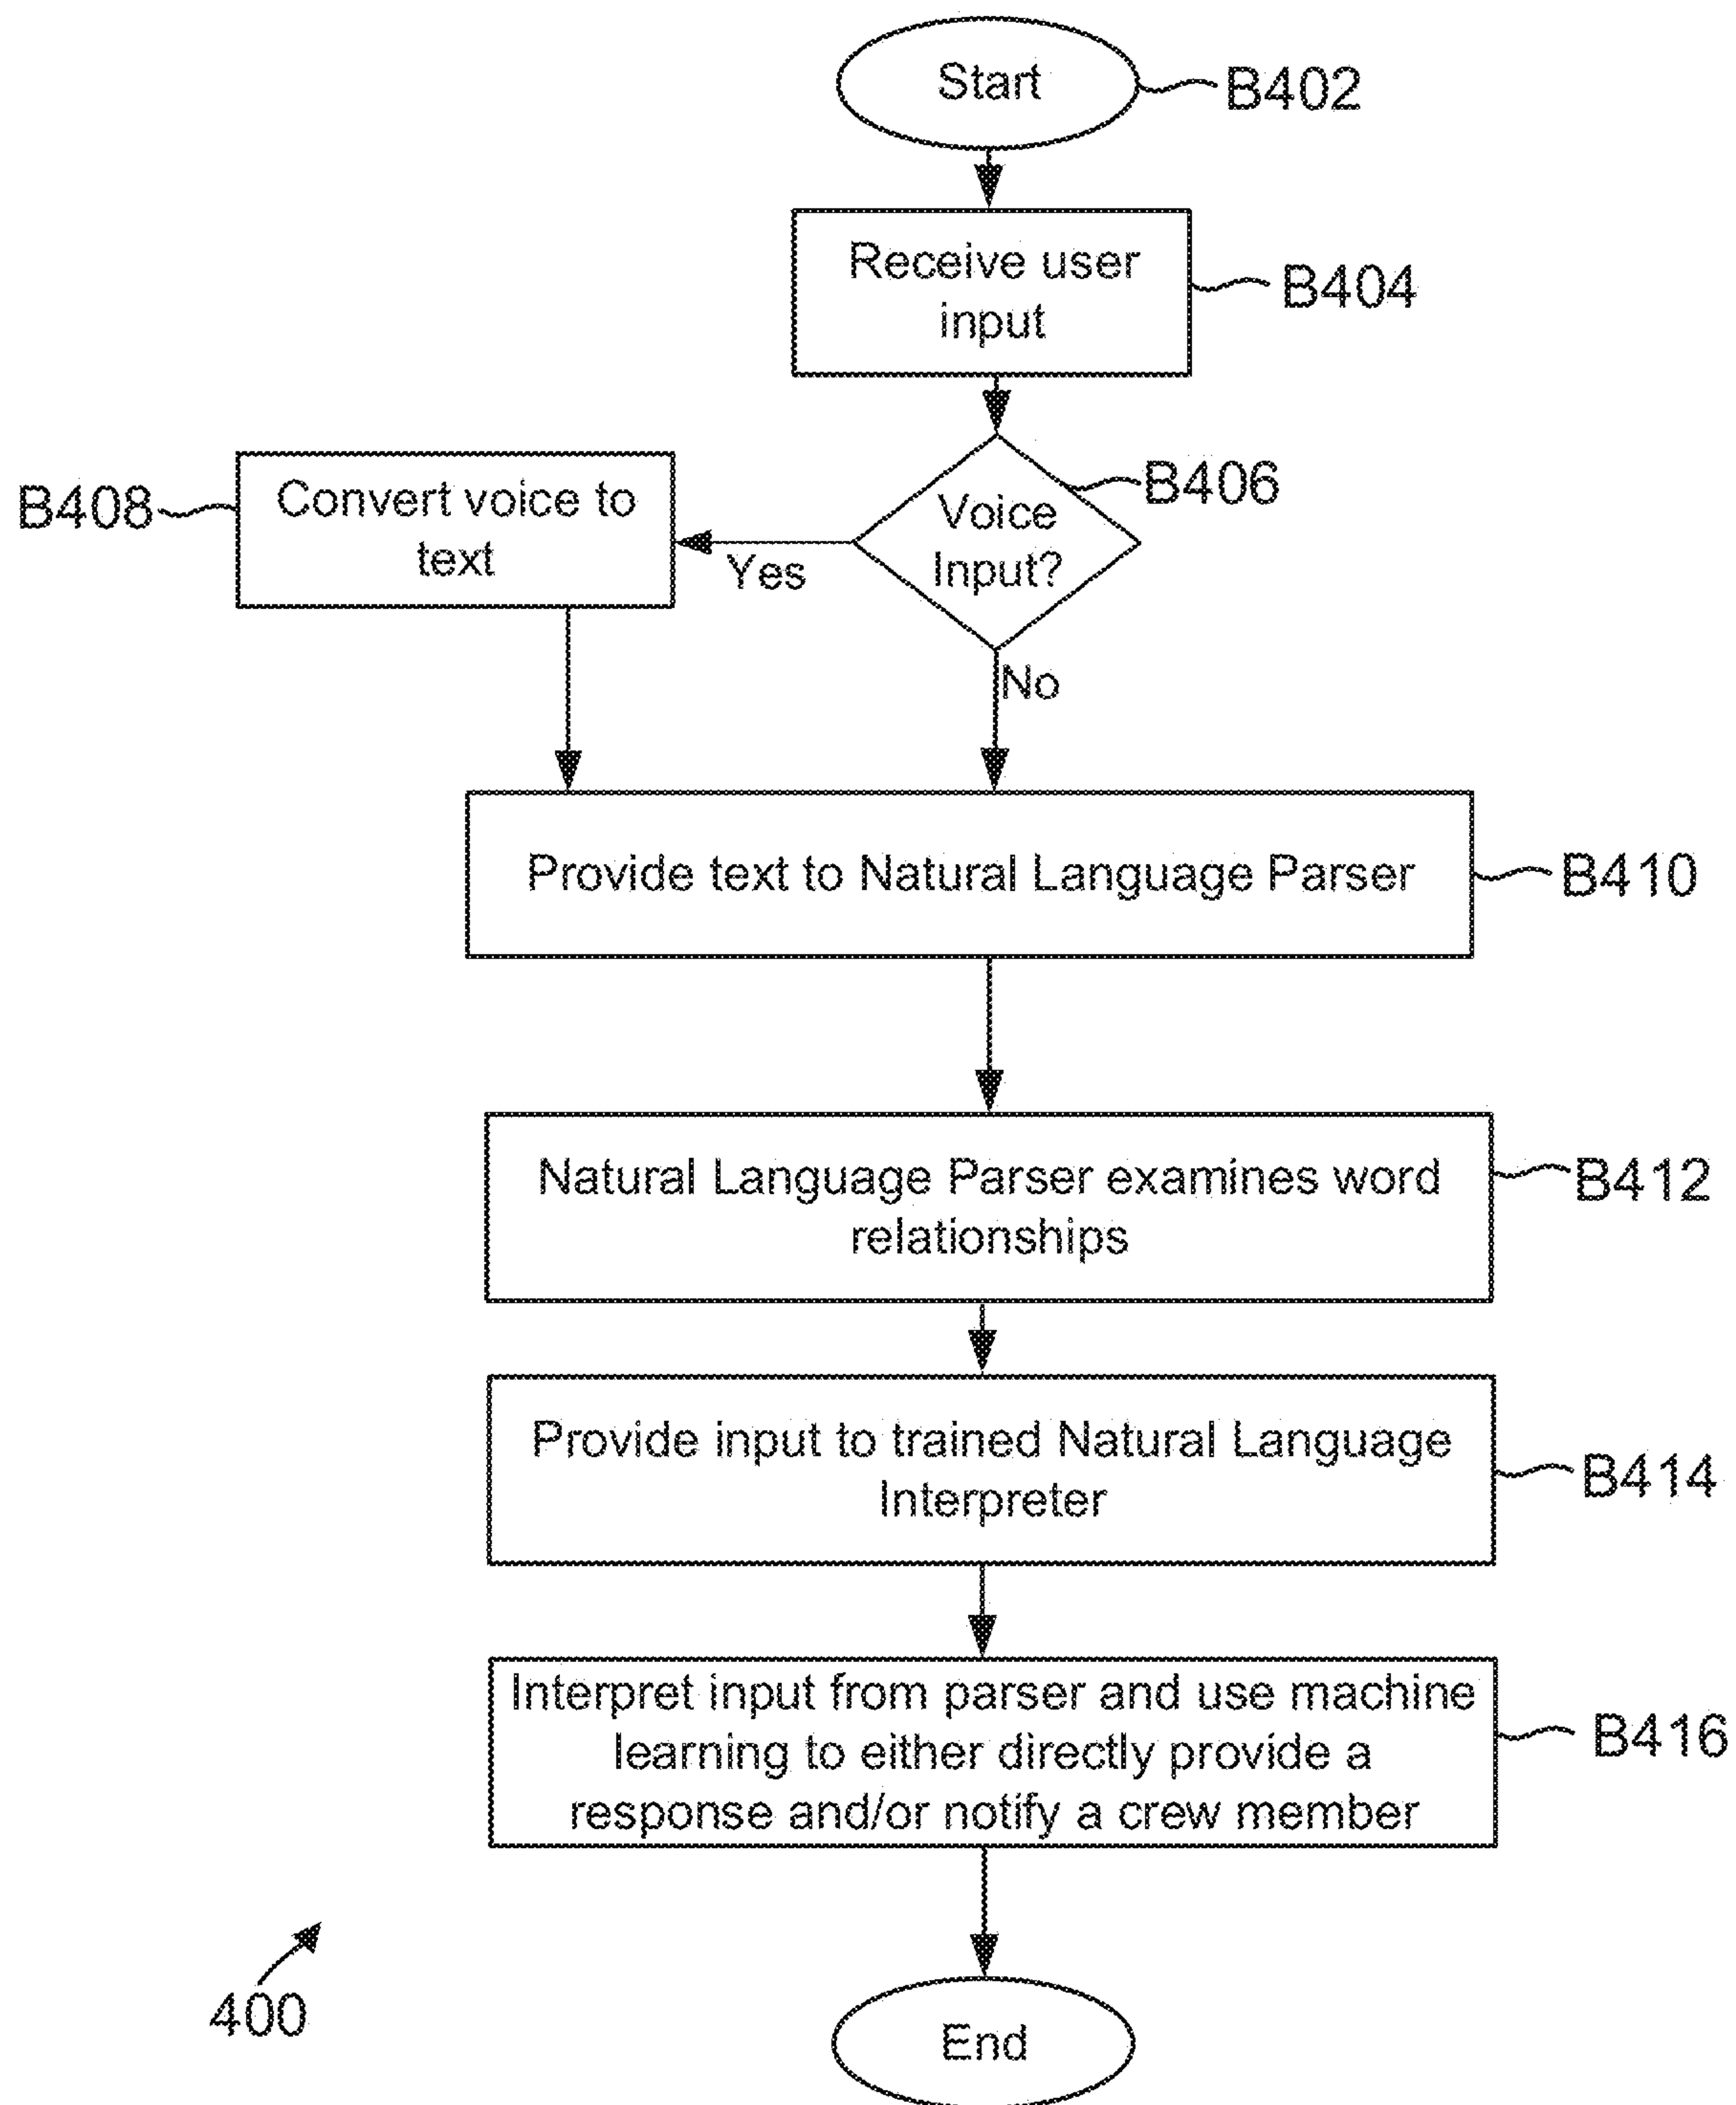 Start
B402
Receive user
input
B404
Voice
Input?
B406
Yes
Convert voice to
text
B408
No
Provide text to Natural Language Parser
B410
Natural Language Parser examines word
relationships
B412
Provide input to trained Natural Language
Interpreter
B414
Interpret input from parser and use machine
learning to either directly provide a
response and/or notify a crew member
B416
End
400